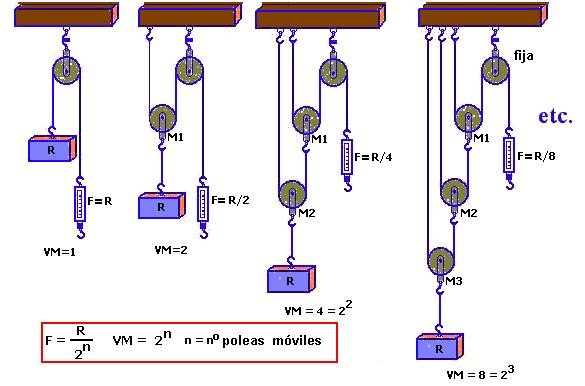 fija
etc.
M1
M1
M1
R
F=R
R
F=R/2
M2
F=R/4
M2
F=R/8
M3
R
R
VM=1
VM=2
VM = 4 = 2²
VM = 8 = 2³
F = R/2ⁿ VM = 2ⁿ n = nº poleas móviles